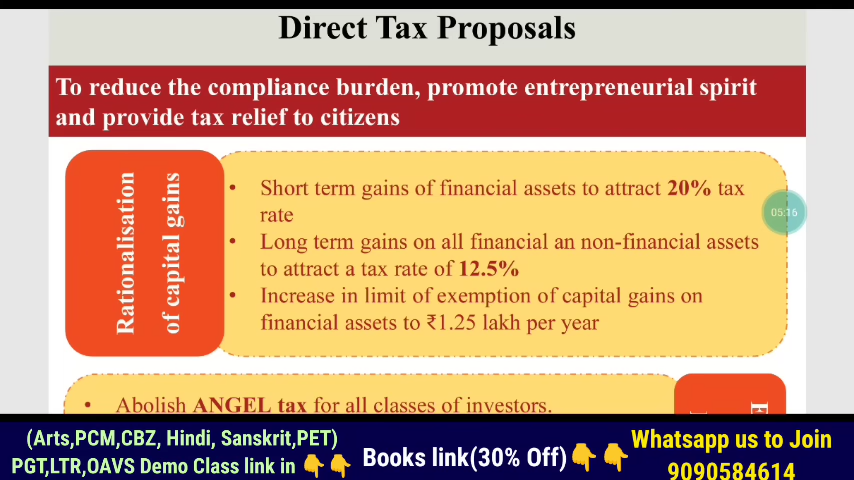 Direct Tax Proposals
To reduce the compliance burden, promote entrepreneurial spirit
and provide tax relief to citizens
Rationalisation
of capital gains
• Short term gains of financial assets to attract 20% tax
rate
• Long term gains on all financial an non-financial assets
to attract a tax rate of 12.5%
• Increase in limit of exemption of capital gains on
financial assets to ₹1.25 lakh per year
05:16
• Abolish ANGEL tax for all classes of investors.
(Arts,PCM,CBZ, Hindi, Sanskrit,PET)
PGT,LTR,OAVS Demo Class link in 👇👇
Books link(30% Off)👇👇
Whatsapp us to Join
9090584614